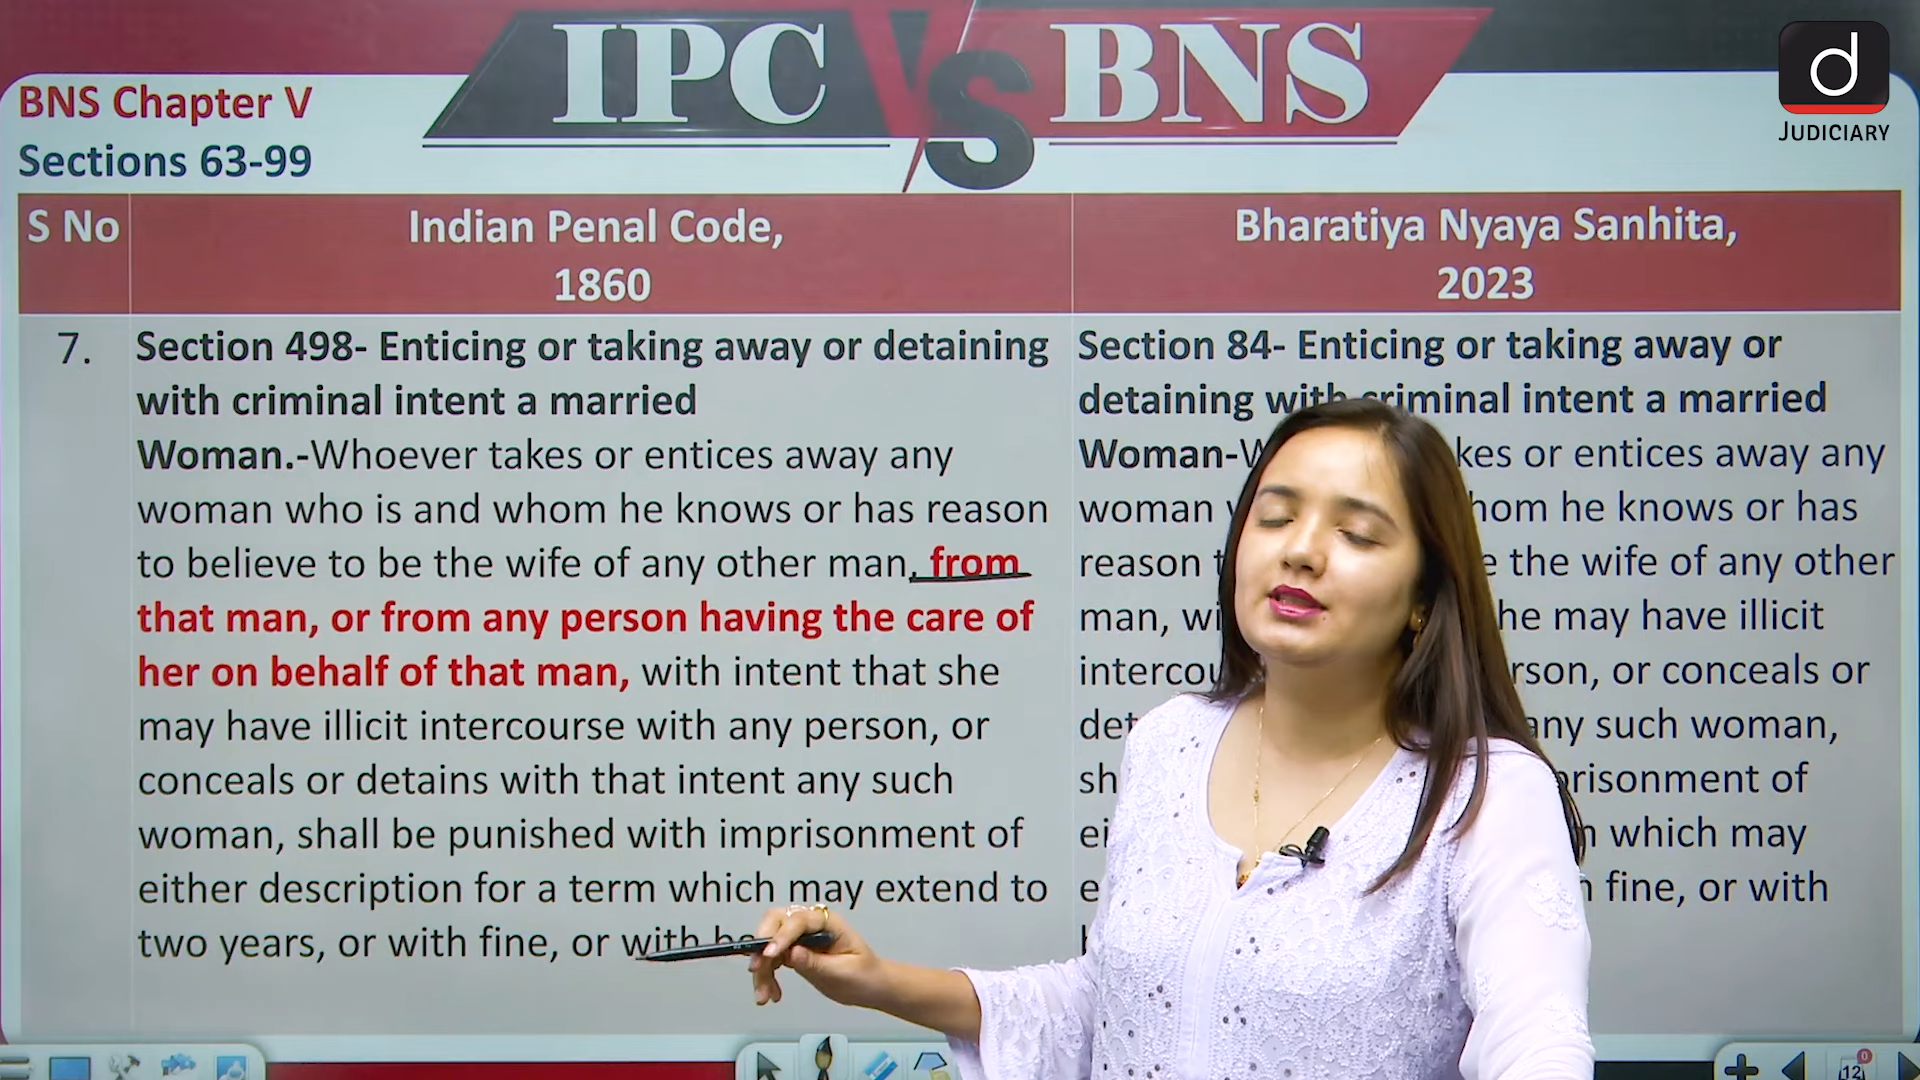 IPC VS BNS
d
JUDICIARY
BNS Chapter V
Sections 63-99
S No
Indian Penal Code,
1860
Bharatiya Nyaya Sanhita,
2023
7.
Section 498- Enticing or taking away or detaining
with criminal intent a married
Woman.-Whoever takes or entices away any
woman who is and whom he knows or has reason
to believe to be the wife of any other man, from
that man, or from any person having the care of
her on behalf of that man, with intent that she
may have illicit intercourse with any person, or
conceals or detains with that intent any such
woman, shall be punished with imprisonment of
either description for a term which may extend to
two years, or with fine, or with
Section 84- Enticing or taking away or
detaining with criminal intent a married
Woman- or entices away any
woman he knows or has
reason the wife of any other
man, he may have illicit
or conceals or
any such woman,
of
which may
fine, or with
12
0